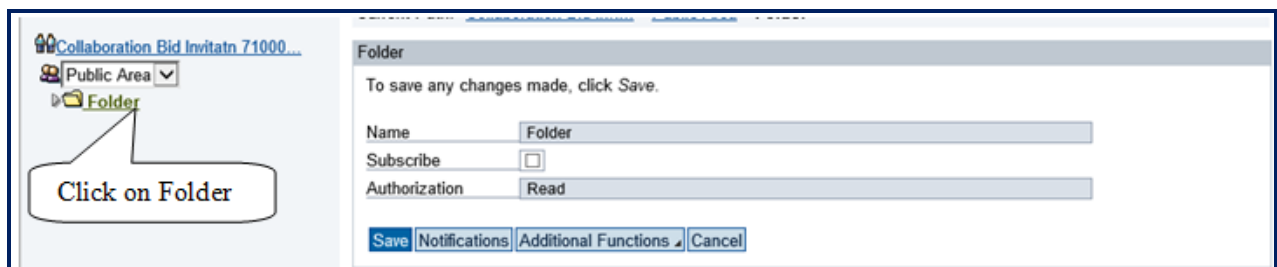 Collaboration Bid Invitatn 71000...
Public Area
Folder
Click on Folder
Folder
To save any changes made, click Save.
Name Folder
Subscribe
Authorization Read
Save Notifications Additional Functions Cancel